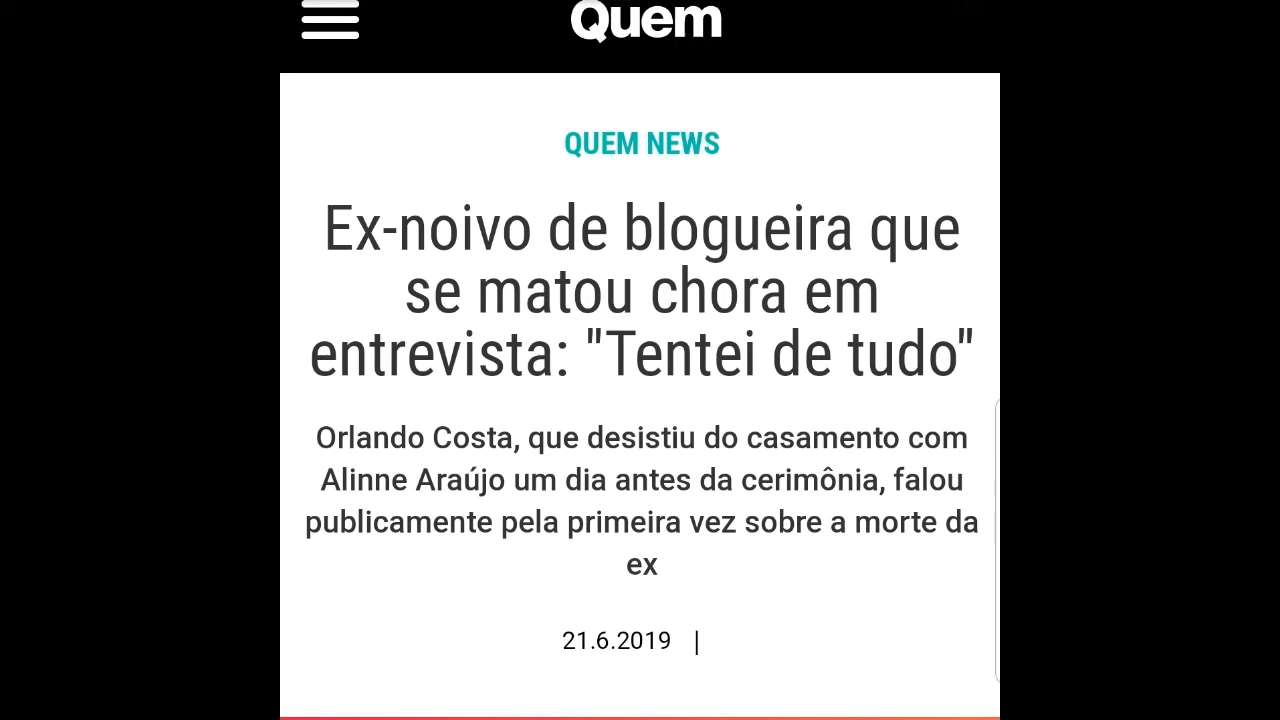 Quem
QUEM NEWS
Ex-noivo de blogueira que
se matou chora em
entrevista: "Tentei de tudo"
Orlando Costa, que desistiu do casamento com
Alinne Araújo um dia antes da cerimônia, falou
publicamente pela primeira vez sobre a morte da
ex
21.6.2019 |